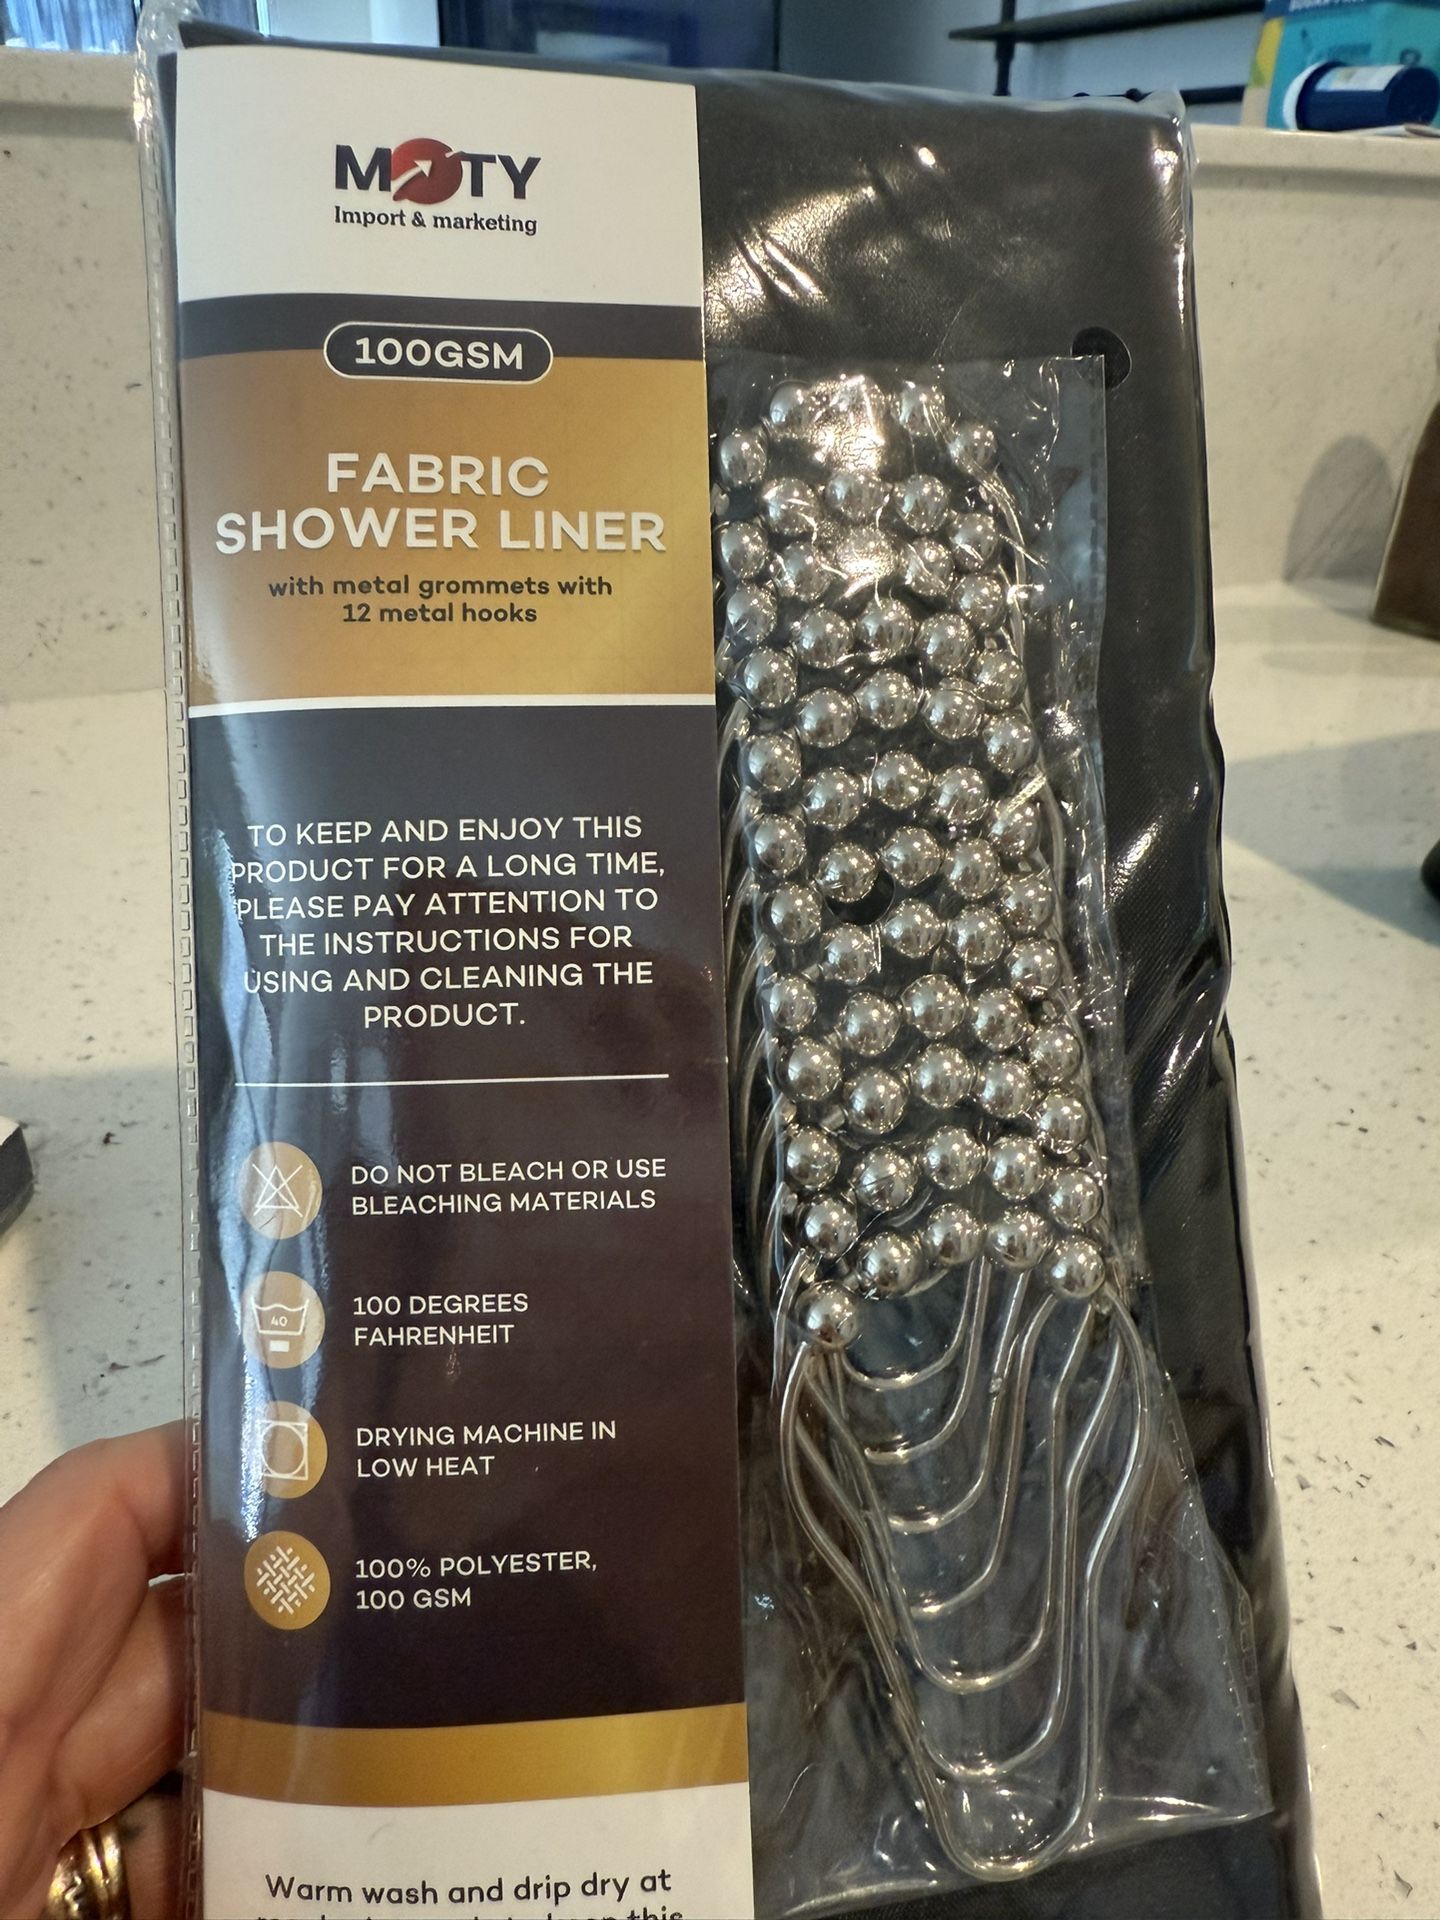 MOTY
Import & marketing
100GSM
FABRIC
SHOWER LINER
with metal grommets with
12 metal hooks
TO KEEP AND ENJOY THIS
PRODUCT FOR A LONG TIME,
PLEASE PAY ATTENTION TO
THE INSTRUCTIONS FOR
USING AND CLEANING THE
PRODUCT.
DO NOT BLEACH OR USE
BLEACHING MATERIALS
40
100 DEGREES
FAHRENHEIT
DRYING MACHINE IN
LOW HEAT
100% POLYESTER,
100 GSM
Warm wash and drip dry at
this